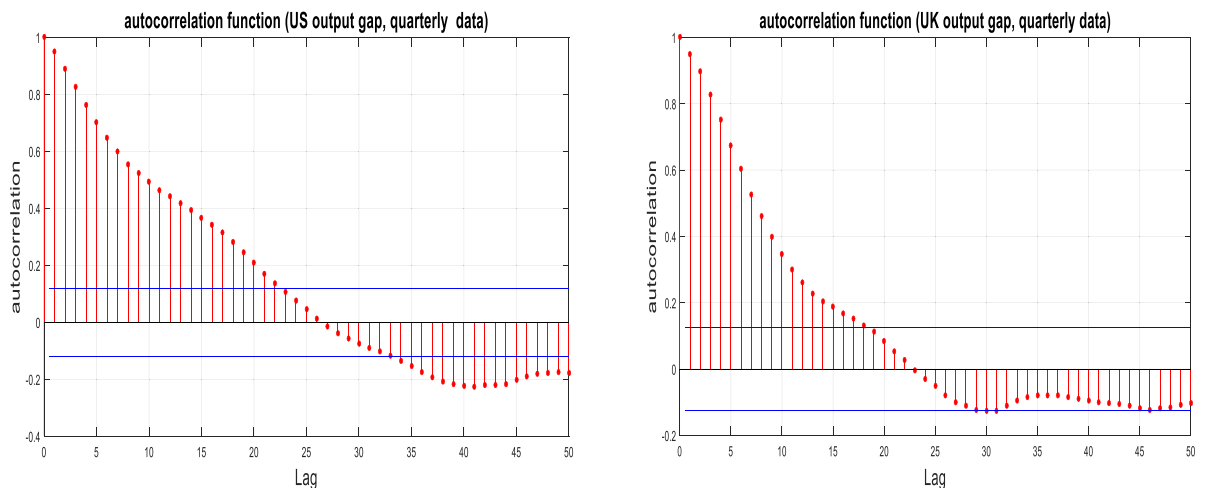 autocorrelation function (US output gap, quarterly  data)
1
0.8
0.6
0.4
0.2
0
-0.2
-0.4
autocorrelation
0 5 10 15 20 25 30 35 40 45 50
Lag
autocorrelation function (UK output gap, quarterly data)
1
0.8
0.6
0.4
0.2
0
-0.2
autocorrelation
0 5 10 15 20 25 30 35 40 45 50
Lag